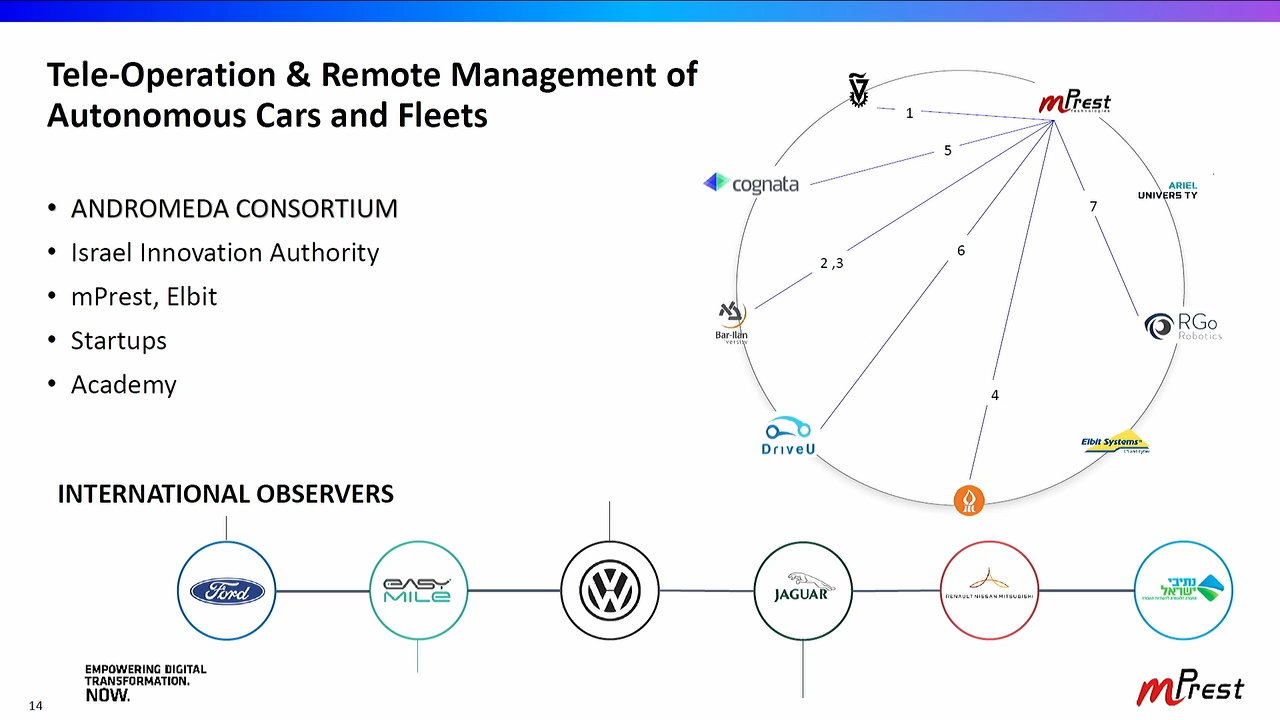 Tele-Operation & Remote Management of
Autonomous Cars and Fleets
• ANDROMEDA CONSORTIUM
• Israel Innovation Authority
• mPrest, Elbit
• Startups
• Academy
mPrest
1
5
cognata
ARIEL
UNIVERS TY
7
6
2 ,3
Bar-Ilan
RGo
Robotics
4
DriveU
Elbit Systems
INTERNATIONAL OBSERVERS
Ford
EASY
MILE
JAGUAR
RENAULT NISSAN MITSUBISHI
נתיבי
ישראל
EMPOWERING DIGITAL
TRANSFORMATION.
NOW.
mPrest
14